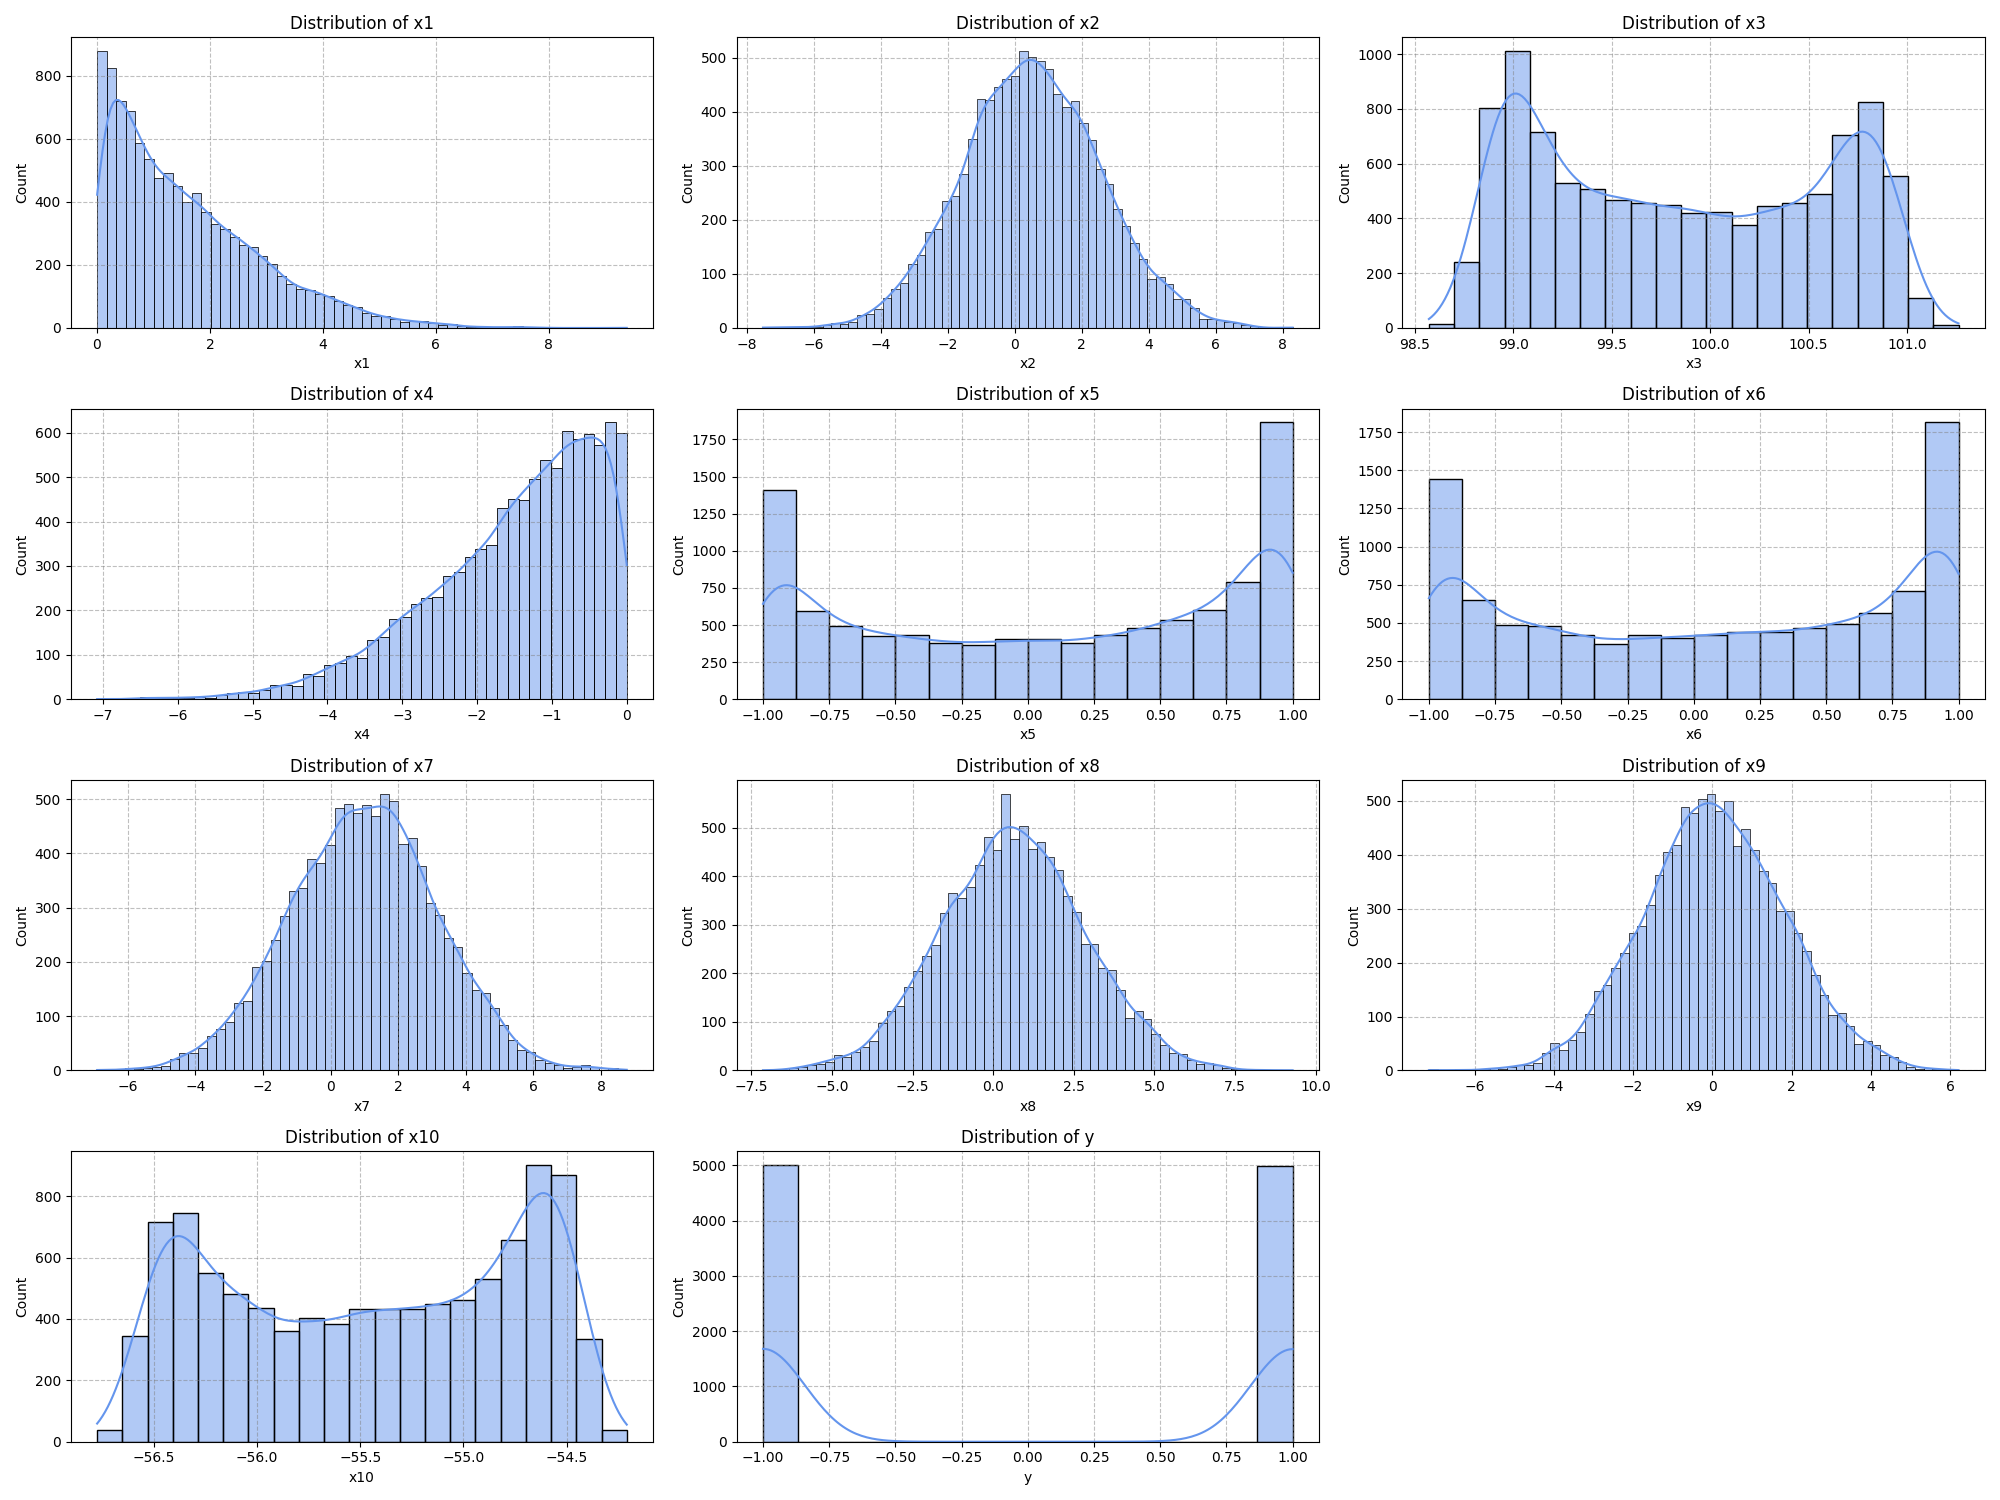 Distribution of x1
Count
800
600
400
200
0
0 2 4 6 8
x1
Distribution of x2
Count
500
400
300
200
100
0
−8 −6 −4 −2 0 2 4 6 8
x2
Distribution of x3
Count
1000
800
600
400
200
0
98.5 99.0 99.5 100.0 100.5 101.0
x3
Distribution of x4
Count
600
500
400
300
200
100
0
−7 −6 −5 −4 −3 −2 −1 0
x4
Distribution of x5
Count
1750
1500
1250
1000
750
500
250
0
−1.00 −0.75 −0.50 −0.25 0.00 0.25 0.50 0.75 1.00
x5
Distribution of x6
Count
1750
1500
1250
1000
750
500
250
0
−1.00 −0.75 −0.50 −0.25 0.00 0.25 0.50 0.75 1.00
x6
Distribution of x7
Count
500
400
300
200
100
0
−6 −4 −2 0 2 4 6 8
x7
Distribution of x8
Count
500
400
300
200
100
0
−7.5 −5.0 −2.5 0.0 2.5 5.0 7.5 10.0
x8
Distribution of x9
Count
500
400
300
200
100
0
−6 −4 −2 0 2 4 6
x9
Distribution of x10
Count
800
600
400
200
0
−56.5 −56.0 −55.5 −55.0 −54.5
x10
Distribution of y
Count
5000
4000
3000
2000
1000
0
−1.00 −0.75 −0.50 −0.25 0.00 0.25 0.50 0.75 1.00
y